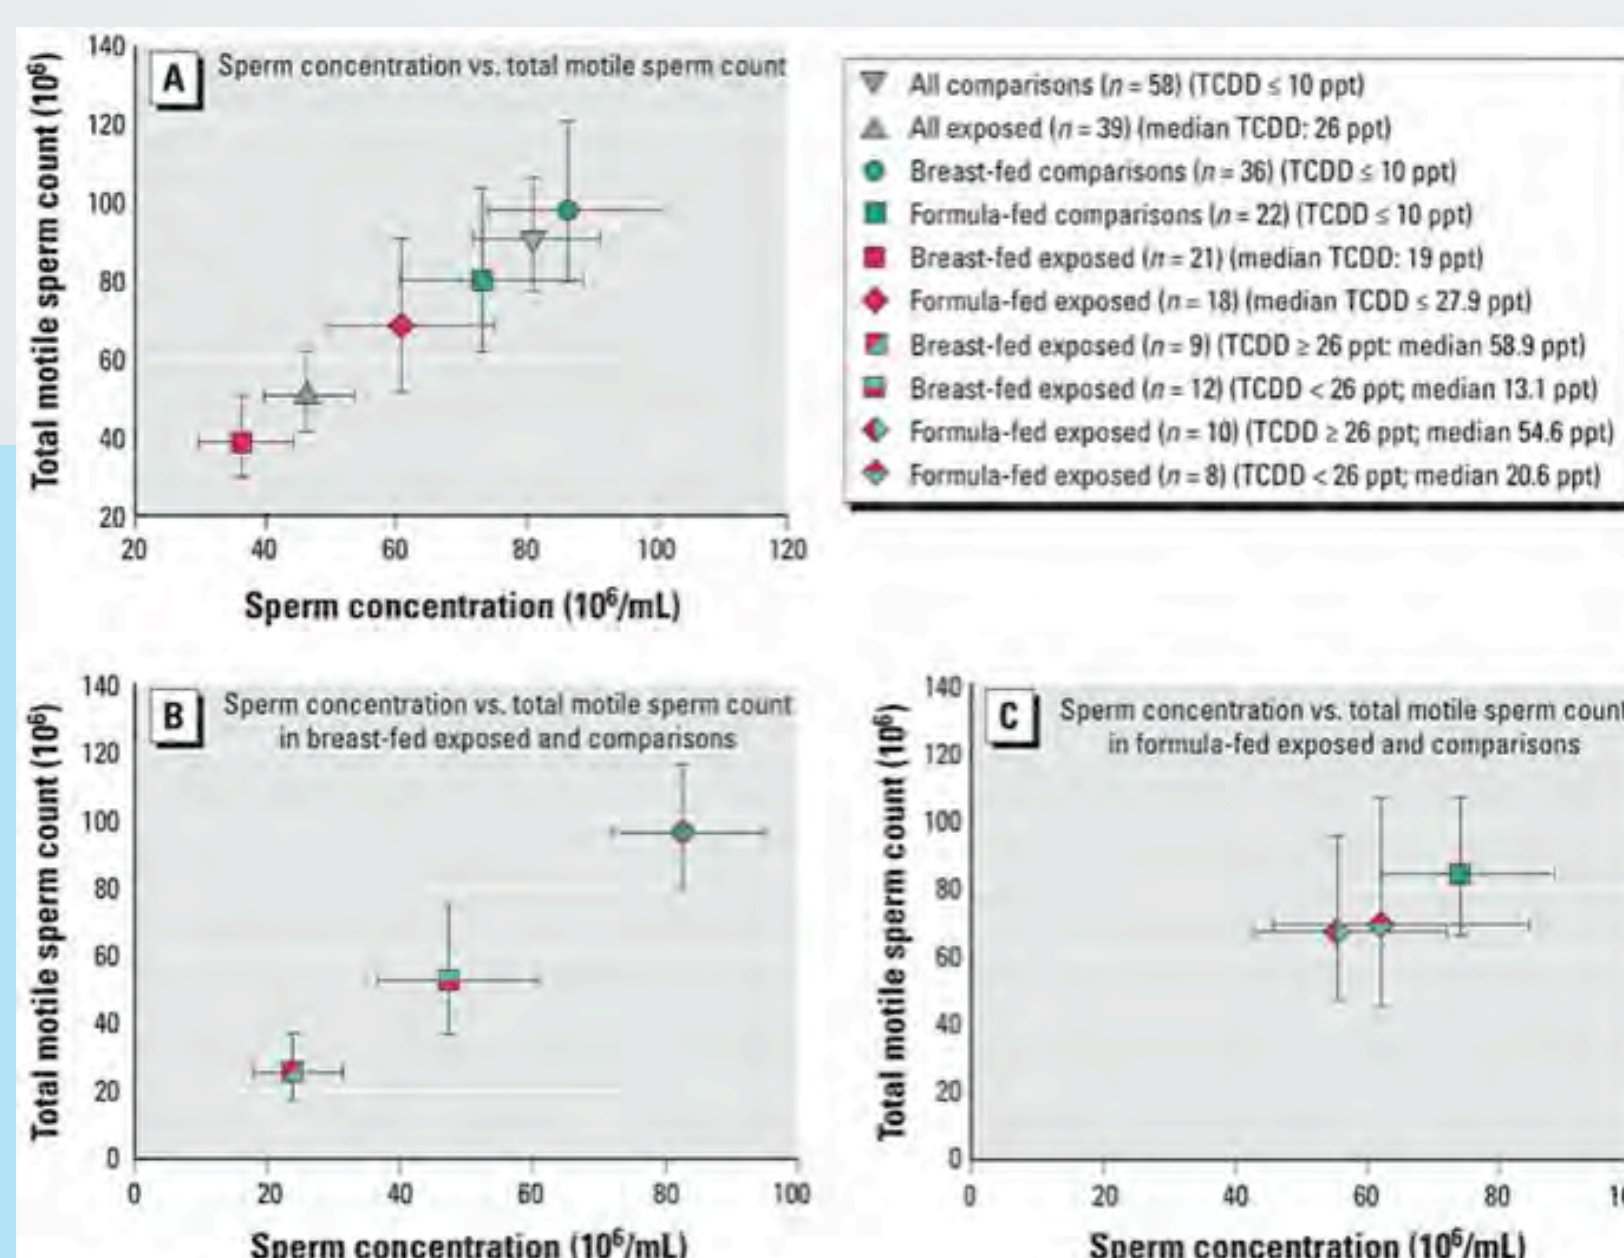 A
Sperm concentration vs. total motile sperm count
Total motile sperm count (10⁶)
140
120
100
80
60
40
20
20 40 60 80 100 120
Sperm concentration (10⁶/mL)
All comparisons (n = 58) (TCDD ≤ 10 ppt)
All exposed (n = 39) (median TCDD: 26 ppt)
Breast-fed comparisons (n = 36) (TCDD ≤ 10 ppt)
Formula-fed comparisons (n = 22) (TCDD ≤ 10 ppt)
Breast-fed exposed (n = 21) (median TCDD: 19 ppt)
Formula-fed exposed (n = 18) (median TCDD ≤ 27.9 ppt)
Breast-fed exposed (n = 9) (TCDD ≥ 26 ppt: median 58.9 ppt)
Breast-fed exposed (n = 12) (TCDD < 26 ppt; median 13.1 ppt)
Formula-fed exposed (n = 10) (TCDD ≥ 26 ppt; median 54.6 ppt)
Formula-fed exposed (n = 8) (TCDD < 26 ppt; median 20.6 ppt)
B
Sperm concentration vs. total motile sperm count
in breast-fed exposed and comparisons
Total motile sperm count (10⁶)
140
120
100
80
60
40
20
0
0 20 40 60 80 100
Sperm concentration (10⁶/mL)
C
Sperm concentration vs. total motile sperm count
in formula-fed exposed and comparisons
Total motile sperm count (10⁶)
140
120
100
80
60
40
20
0
0 20 40 60 80
Sperm concentration (10⁶/mL)